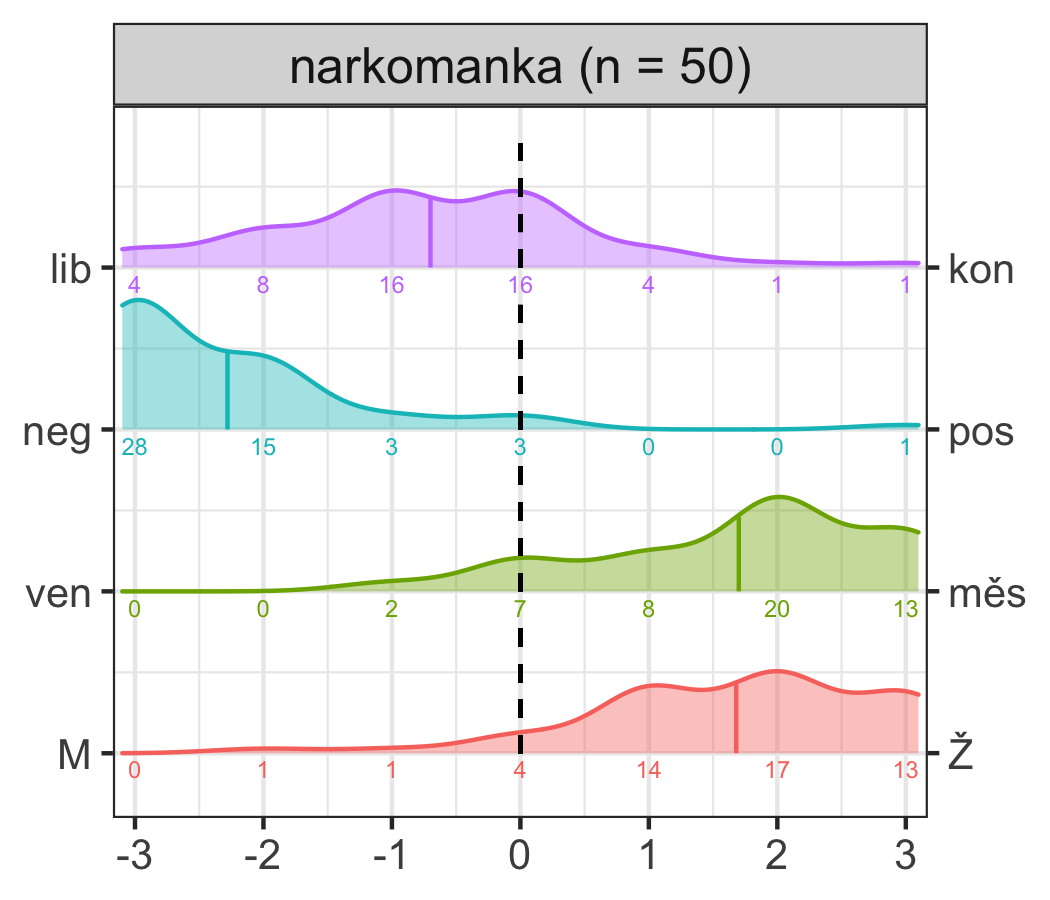 narkomanka (n = 50)
lib kon
4 8 16 16 4 1 1
neg pos
28 15 3 3 0 0 1
ven měs
0 0 2 7 8 20 13
M Ž
0 1 1 4 14 17 13
-3 -2 -1 0 1 2 3